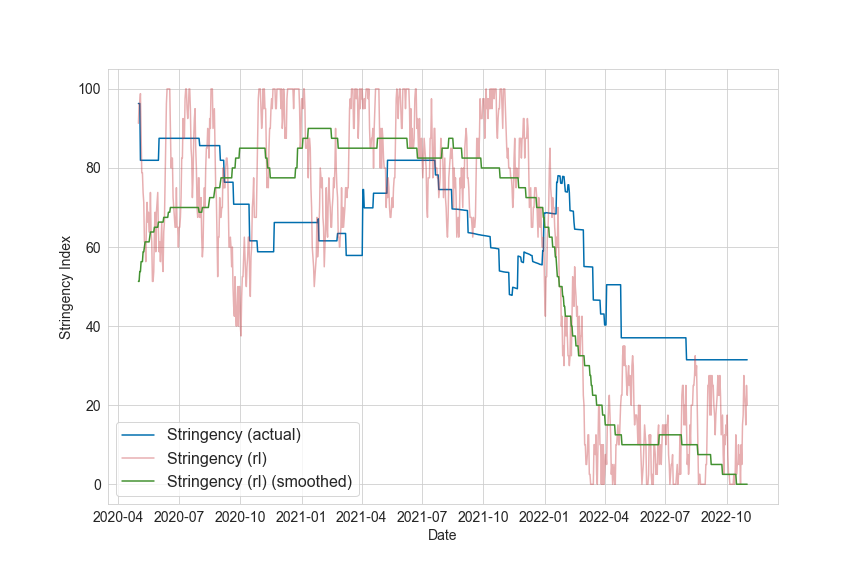 100
80
60
40
20
0
Stringency Index
Stringency (actual)
Stringency (rl)
Stringency (rl) (smoothed)
2020-04 2020-07 2020-10 2021-01 2021-04 2021-07 2021-10 2022-01 2022-04 2022-07 2022-10
Date